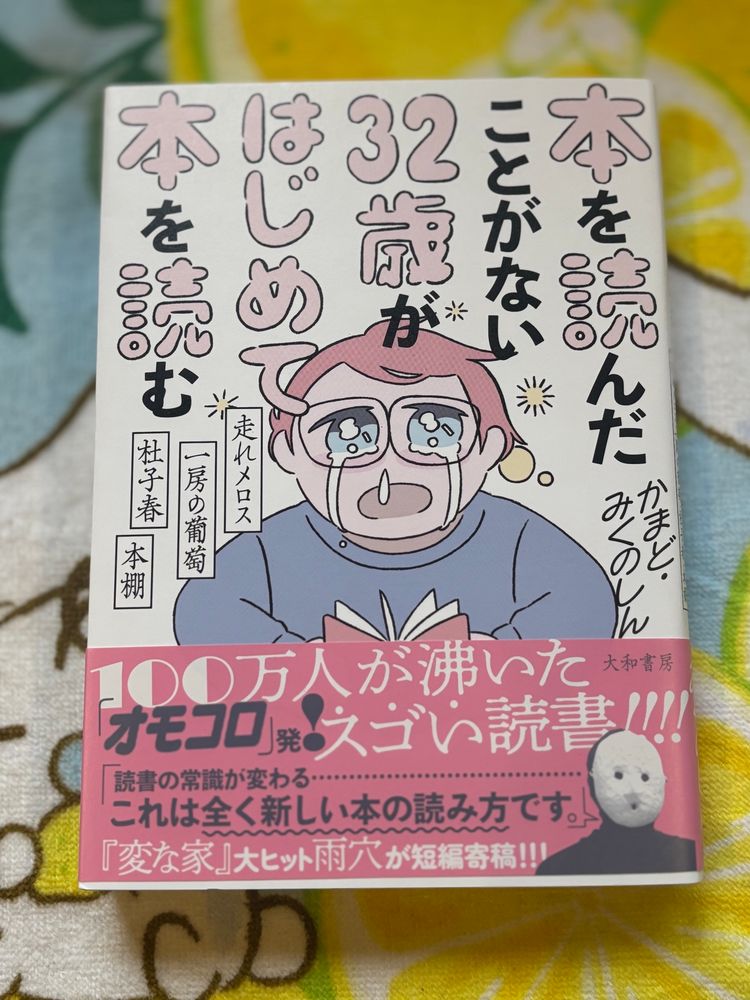 本を読んだ
ことがない
32歳が
はじめて
本を読む
走れメロス
一房の葡萄
杜子春
本棚
かまど・
みくのしん
大和書房
100万人が沸いた
「オモコロ」発!スゴい読書!!!!
「読書の常識が変わる……………………
これは全く新しい本の読み方です。」
『変な家』大ヒット雨穴が短編寄稿!!!